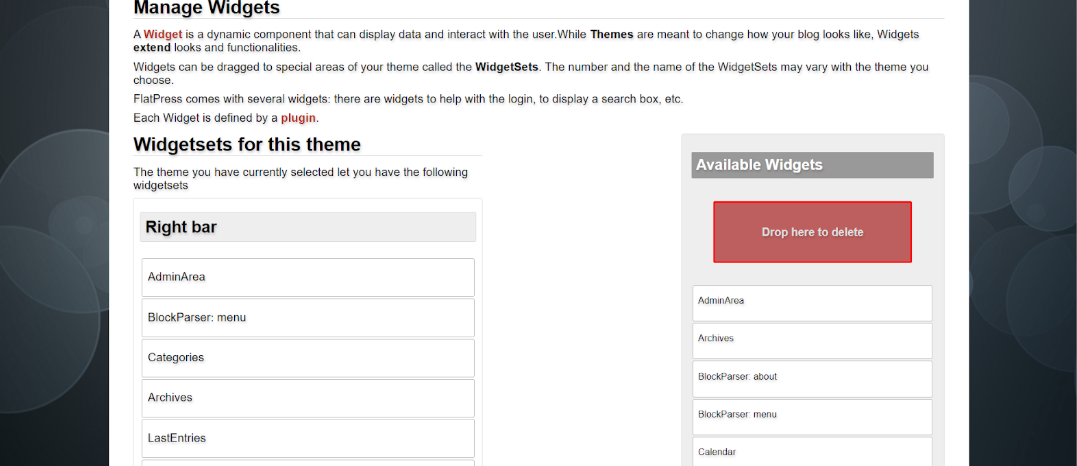 Manage Widgets
A Widget is a dynamic component that can display data and interact with the user.While Themes are meant to change how your blog looks like, Widgets
extend looks and functionalities.
Widgets can be dragged to special areas of your theme called the WidgetSets. The number and the name of the WidgetSets may vary with the theme you
choose.
FlatPress comes with several widgets: there are widgets to help with the login, to display a search box, etc.
Each Widget is defined by a plugin.
Widgetsets for this theme
The theme you have currently selected let you have the following
widgetsets
Right bar
AdminArea
BlockParser: menu
Categories
Archives
LastEntries
Available Widgets
Drop here to delete
AdminArea
Archives
BlockParser: about
BlockParser: menu
Calendar